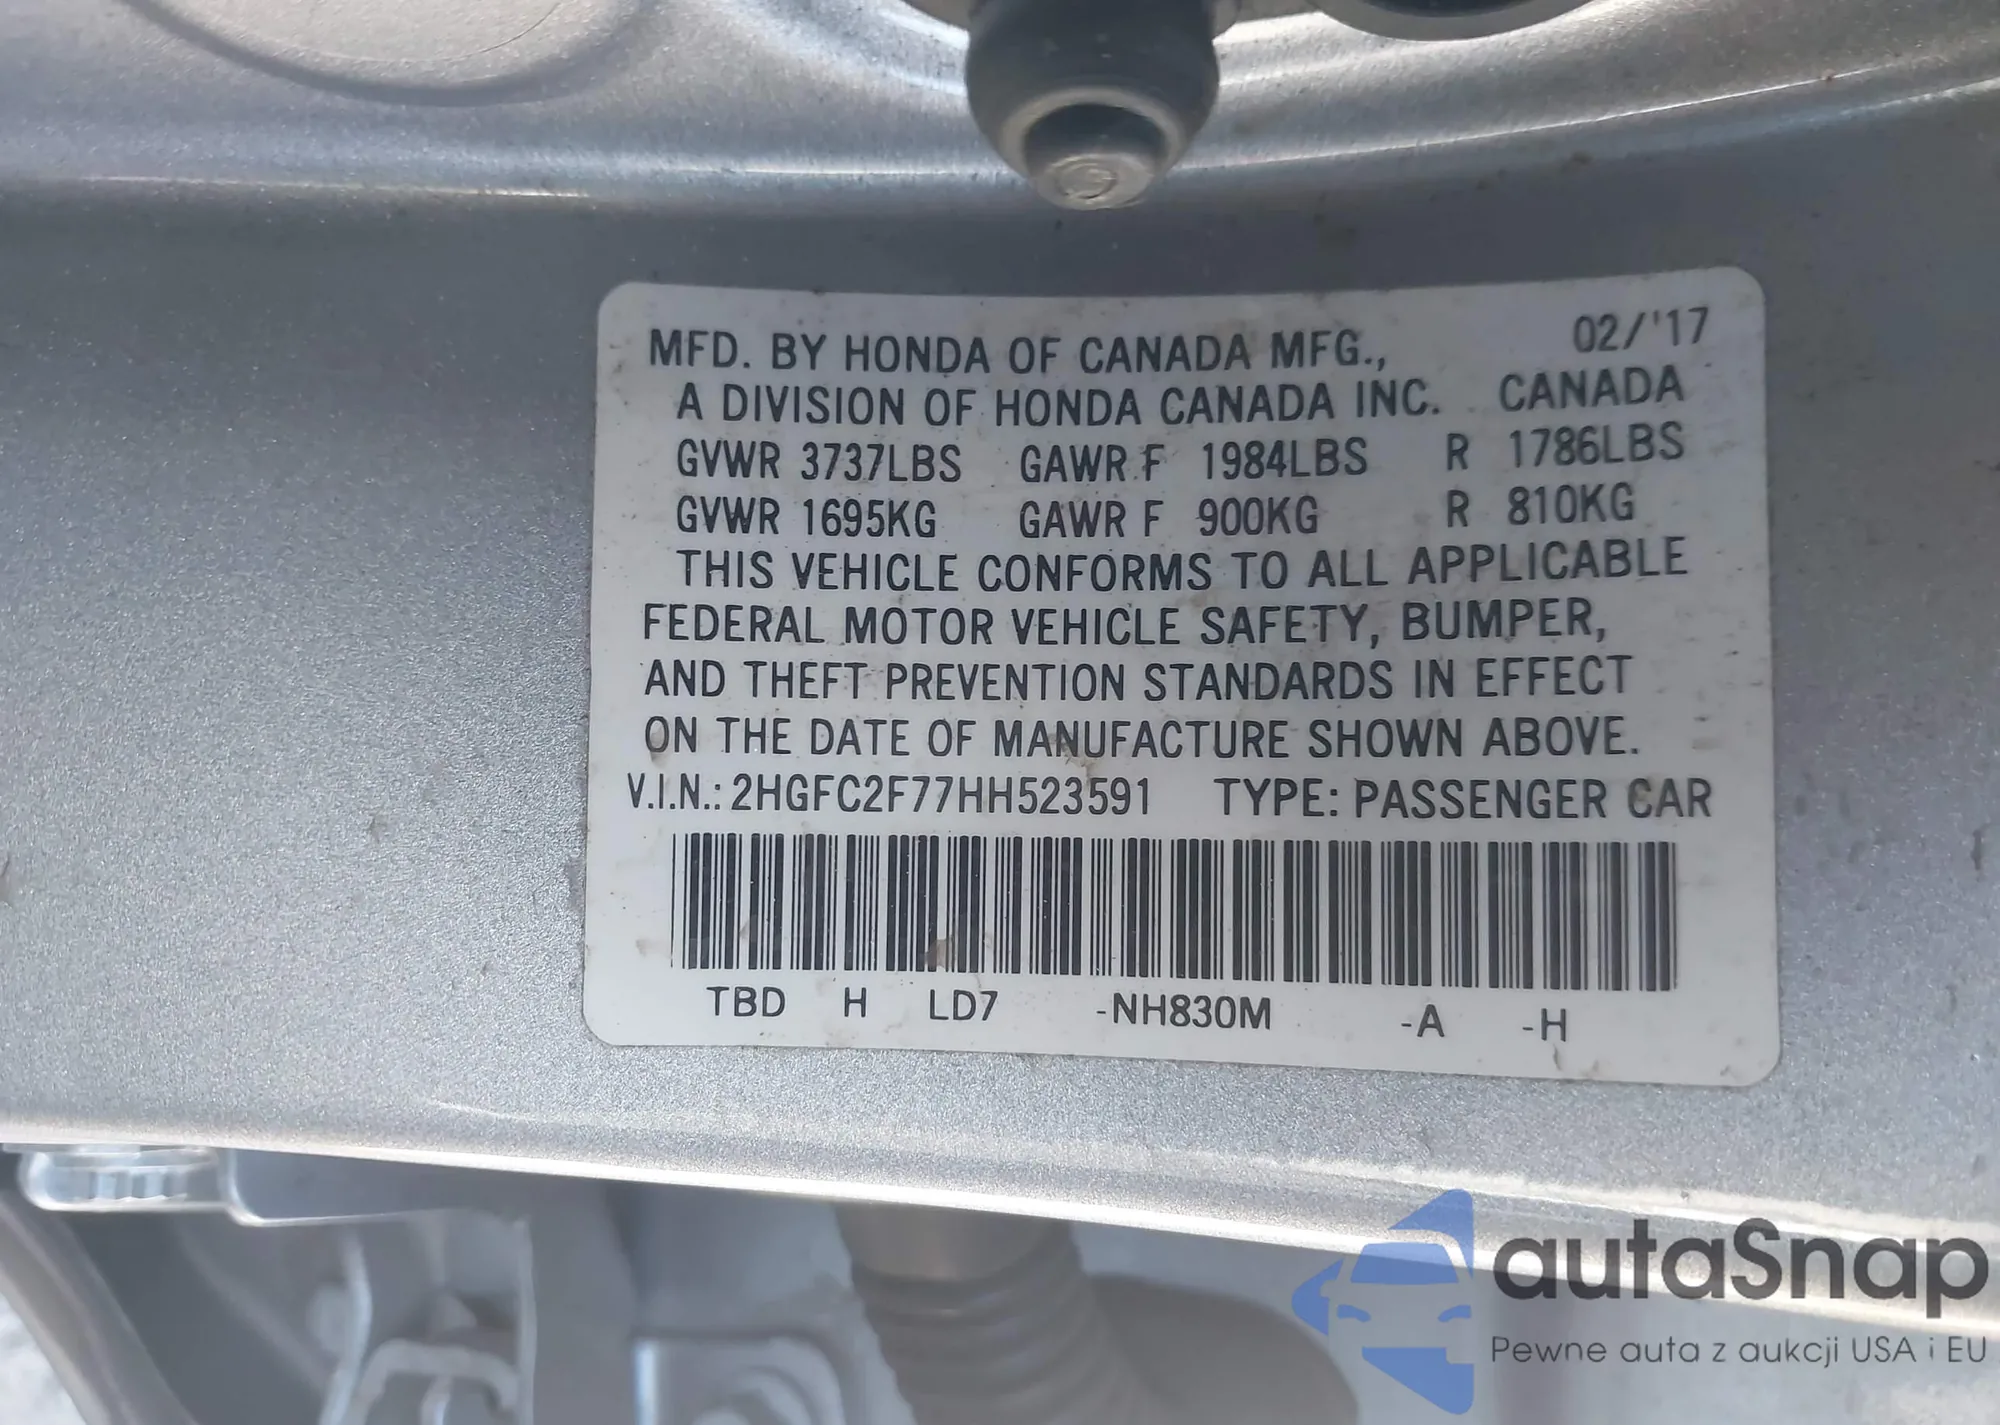 MFD. BY HONDA OF CANADA MFG., 02/'17
A DIVISION OF HONDA CANADA INC. CANADA
GVWR 3737LBS GAWR F 1984LBS R 1786LBS
GVWR 1695KG GAWR F 900KG R 810KG
THIS VEHICLE CONFORMS TO ALL APPLICABLE
FEDERAL MOTOR VEHICLE SAFETY, BUMPER,
AND THEFT PREVENTION STANDARDS IN EFFECT
ON THE DATE OF MANUFACTURE SHOWN ABOVE.
V.I.N.: 2HGFC2F77HH523591 TYPE: PASSENGER CAR
TBD H LD7 -NH830M -A -H
autaSnap
Pewne auta z aukcji USA i EU